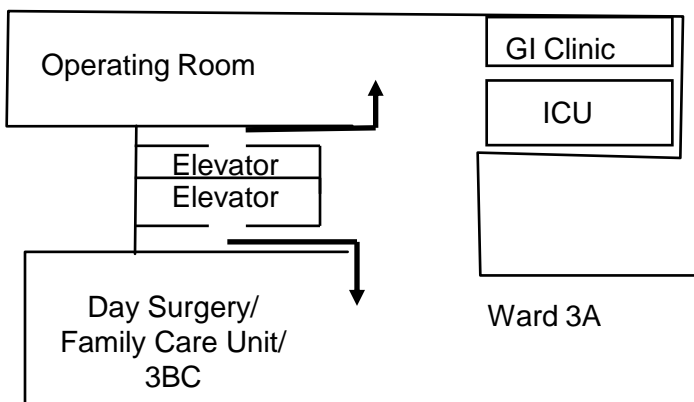 Operating Room
GI Clinic
ICU
Elevator
Elevator
Day Surgery/
Family Care Unit/
3BC
Ward 3A